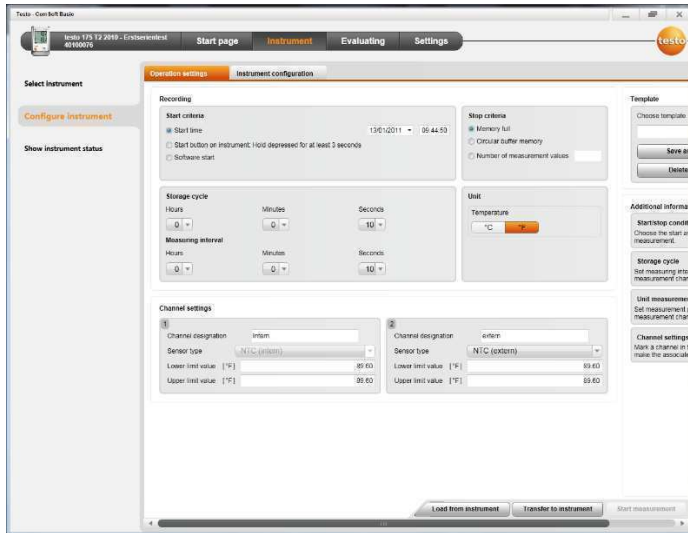 Testo - ComSoft Basic
testo 175 T2 2010 - Erstserientest
40100076
Start page
Instrument
Evaluating
Settings
testo
Select instrument
Configure instrument
Show instrument status
Operation settings
Instrument configuration
Recording
Start criteria
Start time
13/01/2011
09:44:50
Start button on instrument: Hold depressed for at least 3 seconds
Software start
Stop criteria
Memory full
Circular buffer memory
Number of measurement values
Storage cycle
Hours Minutes Seconds
0 0 10
Measuring interval
Hours Minutes Seconds
0 0 10
Unit
Temperature
°C °F
Channel settings
1
Channel designation intern
Sensor type NTC (intern)
Lower limit value [°F] 89.60
Upper limit value [°F] 89.60
2
Channel designation extern
Sensor type NTC (extern)
Lower limit value [°F] 89.60
Upper limit value [°F] 89.60
Template
Choose template
Save as
Delete
Additional informa
Start/stop condi
Choose the start a
measurement.
Storage cycle
Set measuring inte
measurement chan
Unit measureme
Set measurement
measurement chan
Channel settings
Mark a channel in
make the associate
Load from instrument
Transfer to instrument
Start measurement